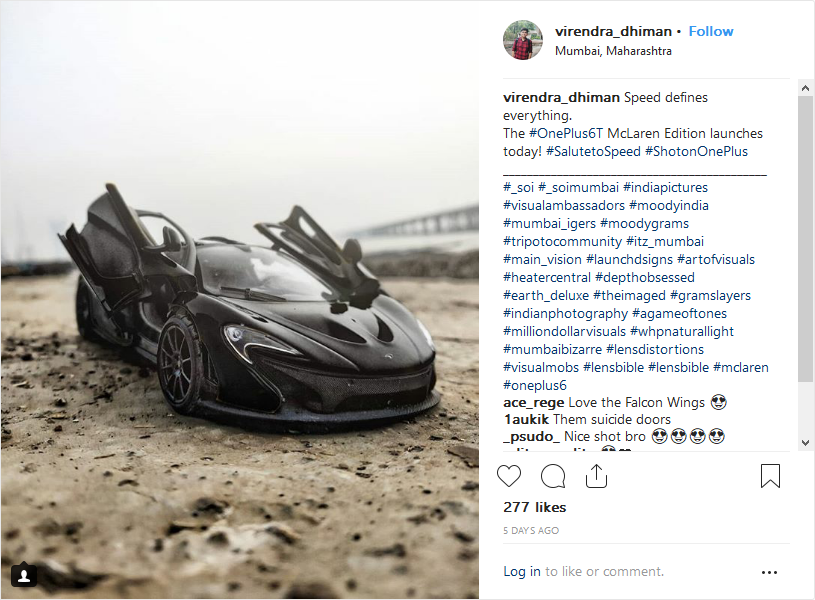 virendra_dhiman • Follow
Mumbai, Maharashtra
virendra_dhiman Speed defines
everything.
The #OnePlus6T McLaren Edition launches
today! #SalutetoSpeed #ShotonOnePlus
_______________________________________
#_soi #_soimumbai #indiapictures
#visualambassadors #moodyindia
#mumbai_igers #moodygrams
#tripotocommunity #itz_mumbai
#main_vision #launchdsigns #artofvisuals
#heatercentral #depthobsessed
#earth_deluxe #theimaged #gramslayers
#indianphotography #agameoftones
#milliondollarvisuals #whpnaturallight
#mumbaibizarre #lensdistortions
#visualmobs #lensbible #lensbible #mclaren
#oneplus6
ace_rege Love the Falcon Wings 😍
1aukik Them suicide doors
_psudo_ Nice shot bro 😍😍😍😍
277 likes
5 DAYS AGO
Log in to like or comment.